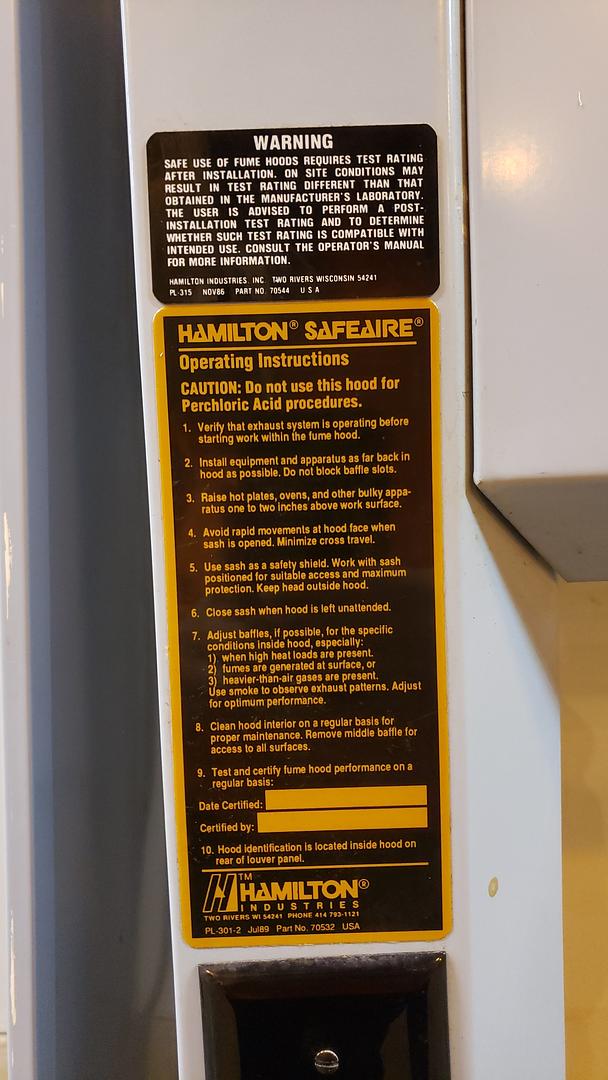 WARNING
SAFE USE OF FUME HOODS REQUIRES TEST RATING
AFTER INSTALLATION. ON SITE CONDITIONS MAY
RESULT IN TEST RATING DIFFERENT THAN THAT
OBTAINED IN THE MANUFACTURER'S LABORATORY.
THE USER IS ADVISED TO PERFORM A POST-
INSTALLATION TEST RATING AND TO DETERMINE
WHETHER SUCH TEST RATING IS COMPATIBLE WITH
INTENDED USE. CONSULT THE OPERATOR'S MANUAL
FOR MORE INFORMATION.
HAMILTON INDUSTRIES INC TWO RIVERS WISCONSIN 54241
PL-315 NOV86 PART NO. 70544 U S A
HAMILTON® SAFEAIRE®
Operating Instructions
CAUTION: Do not use this hood for
Perchloric Acid procedures.
1. Verify that exhaust system is operating before
starting work within the fume hood.
2. Install equipment and apparatus as far back in
hood as possible. Do not block baffle slots.
3. Raise hot plates, ovens, and other bulky appa-
ratus one to two inches above work surface.
4. Avoid rapid movements at hood face when
sash is opened. Minimize cross travel.
5. Use sash as a safety shield. Work with sash
positioned for suitable access and maximum
protection. Keep head outside hood.
6. Close sash when hood is left unattended.
7. Adjust baffles, if possible, for the specific
conditions inside hood, especially:
1) when high heat loads are present.
2) fumes are generated at surface, or
3) heavier-than-air gases are present.
Use smoke to observe exhaust patterns. Adjust
for optimum performance.
8. Clean hood interior on a regular basis for
proper maintenance. Remove middle baffle for
access to all surfaces.
9. Test and certify fume hood performance on a
regular basis:
Date Certified:
Certified by:
10. Hood identification is located inside hood on
rear of louver panel.
H™ HAMILTON®
INDUSTRIES
TWO RIVERS WI 54241 PHONE 414 793-1121
PL-301-2 Jul89 Part No. 70532 USA